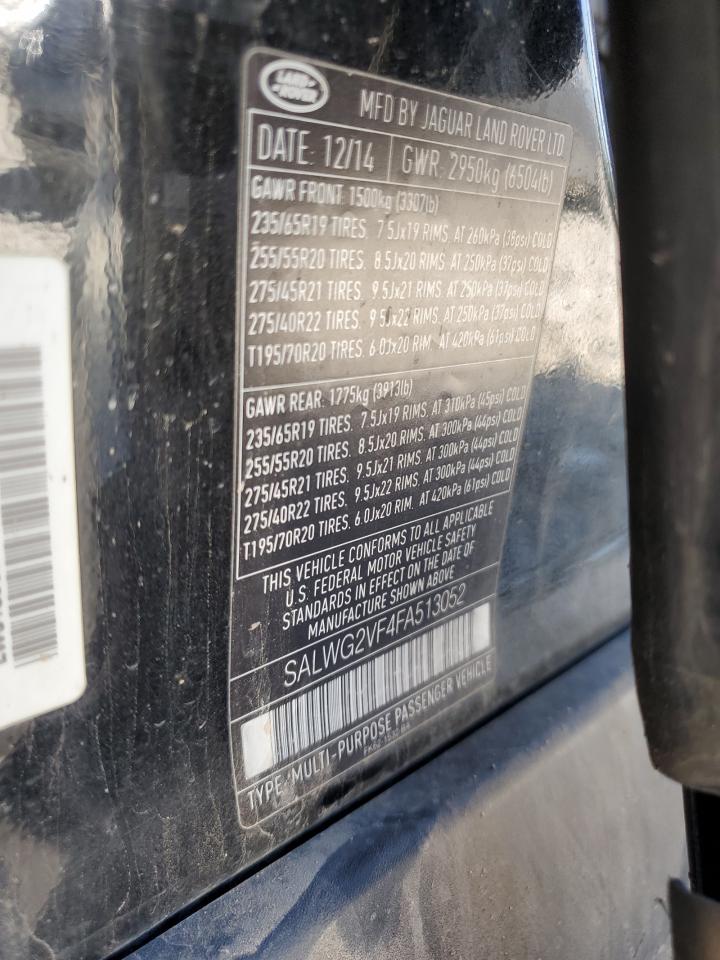 LAND ROVER
MFD BY JAGUAR LAND ROVER LTD.
DATE: 12/14 GWR: 2950kg (6504lb)
GAWR FRONT: 1500kg (3307lb)
235/65R19 TIRES. 7.5Jx19 RIMS. AT 260kPa (38psi) COLD
255/55R20 TIRES. 8.5Jx20 RIMS. AT 250kPa (37psi) COLD
275/45R21 TIRES. 9.5Jx21 RIMS. AT 250kPa (37psi) COLD
275/40R22 TIRES. 9.5Jx22 RIMS. AT 250kPa (37psi) COLD
T195/70R20 TIRES. 6.0Jx20 RIM. AT 420kPa (61psi) COLD
GAWR REAR: 1775kg (3913lb)
235/65R19 TIRES. 7.5Jx19 RIMS. AT 310kPa (45psi) COLD
255/55R20 TIRES. 8.5Jx20 RIMS. AT 300kPa (44psi) COLD
275/45R21 TIRES. 9.5Jx21 RIMS. AT 300kPa (44psi) COLD
275/40R22 TIRES. 9.5Jx22 RIMS. AT 300kPa (44psi) COLD
T195/70R20 TIRES. 6.0Jx20 RIM. AT 420kPa (61psi) COLD
THIS VEHICLE CONFORMS TO ALL APPLICABLE
U.S. FEDERAL MOTOR VEHICLE SAFETY
STANDARDS IN EFFECT ON THE DATE OF
MANUFACTURE SHOWN ABOVE
SALWG2VF4FA513052
TYPE: MULTI-PURPOSE PASSENGER VEHICLE